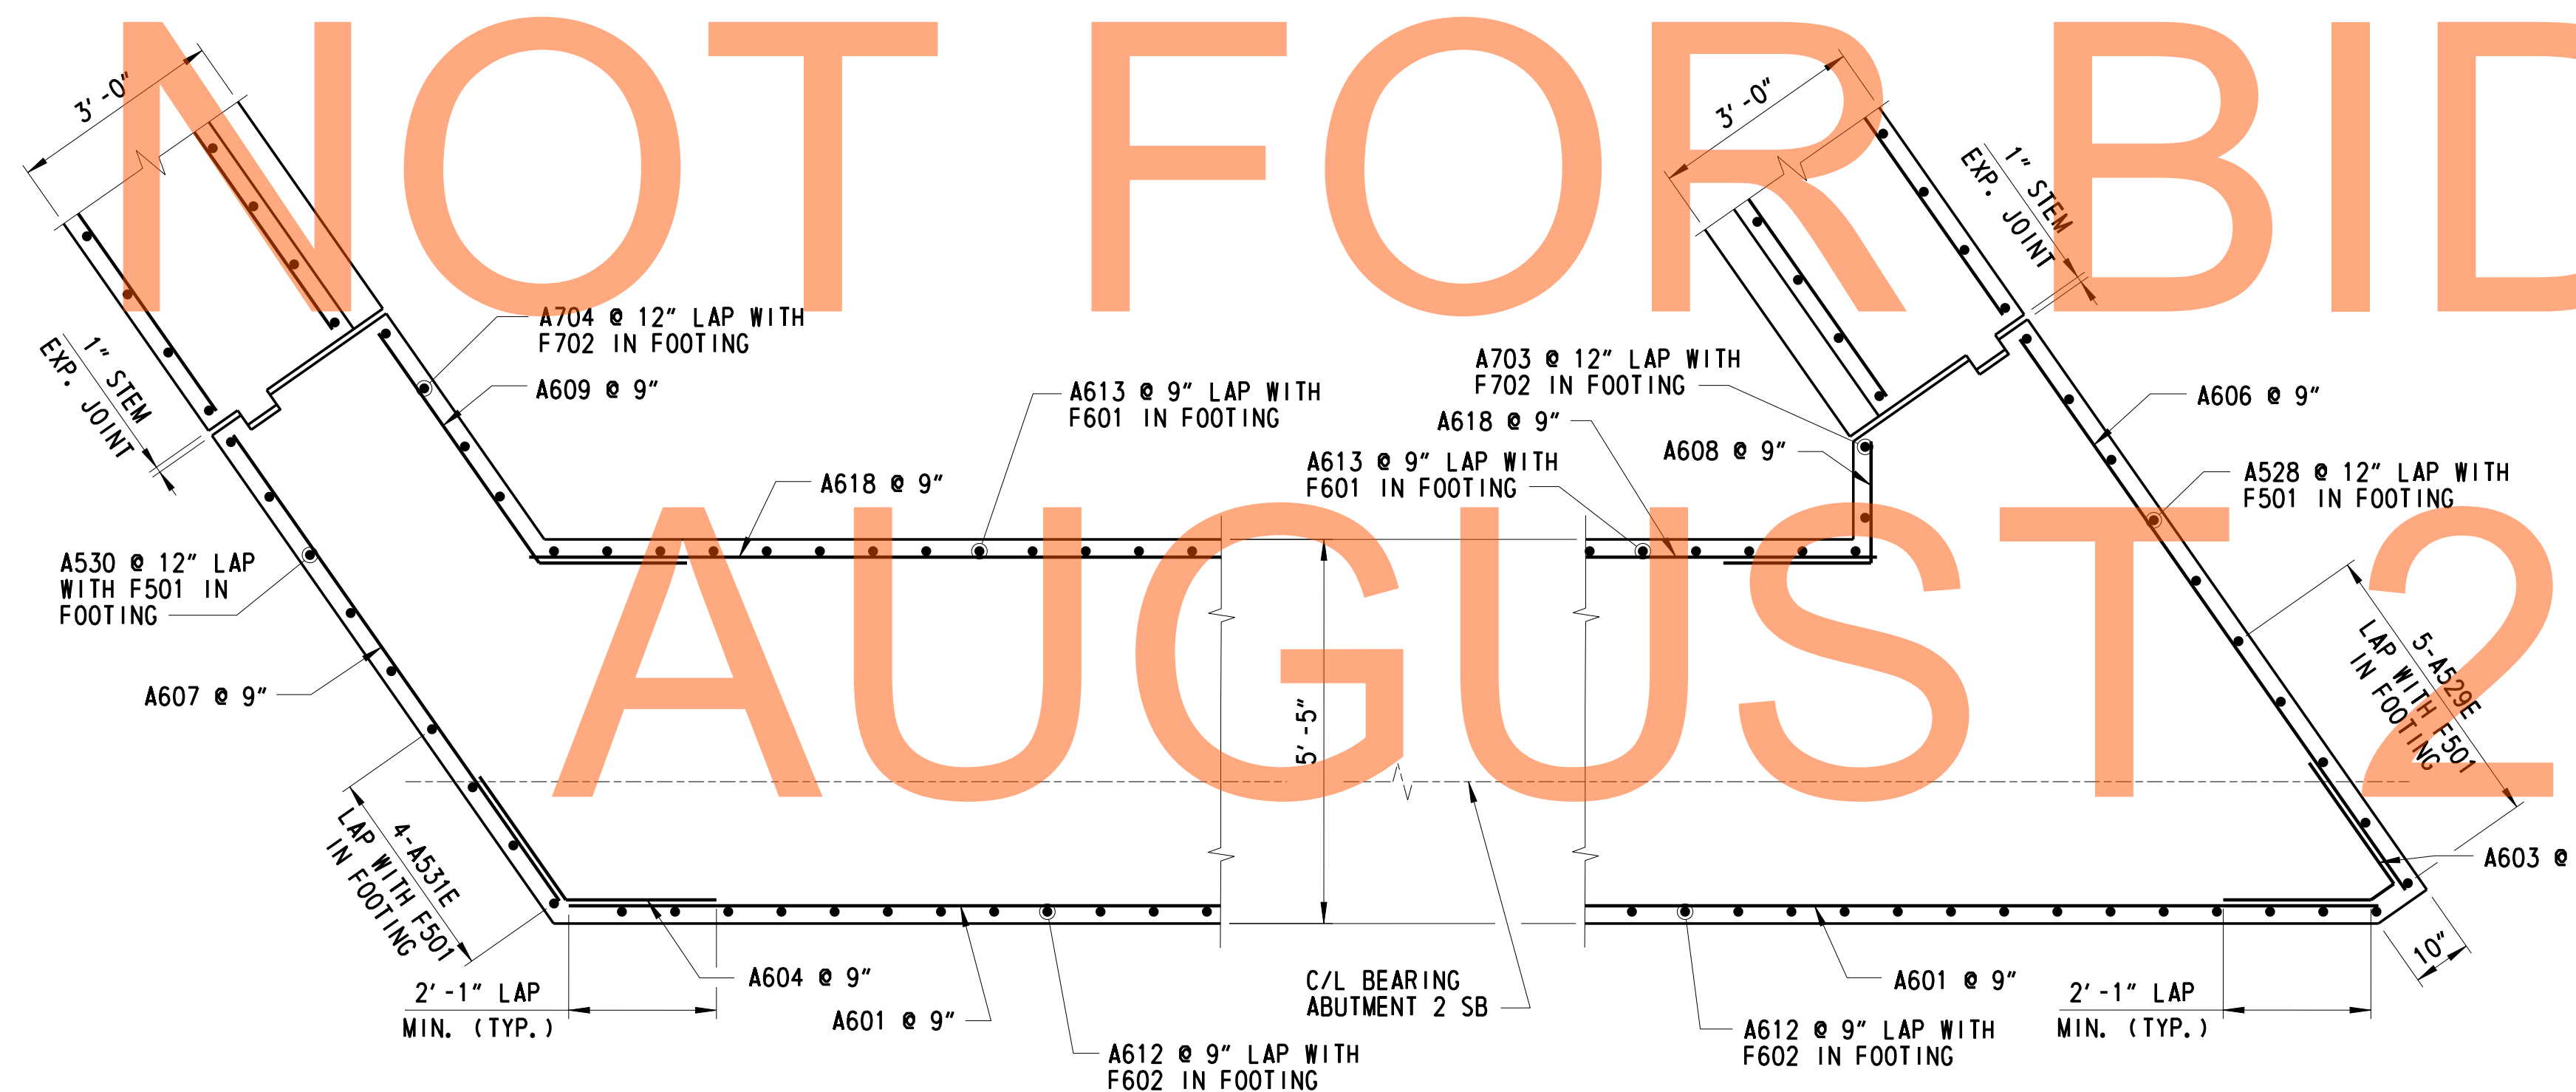 NOT FOR BID
AUGUST 2
3'-0"
3'-0"
1" STEM
EXP. JOINT
1" STEM
EXP. JOINT
A704 @ 12" LAP WITH
F702 IN FOOTING
A609 @ 9"
A613 @ 9" LAP WITH
F601 IN FOOTING
A618 @ 9"
A703 @ 12" LAP WITH
F702 IN FOOTING
A618 @ 9"
A613 @ 9" LAP WITH
F601 IN FOOTING
A608 @ 9"
A606 @ 9"
A528 @ 12" LAP WITH
F501 IN FOOTING
A530 @ 12" LAP
WITH F501 IN
FOOTING
A607 @ 9"
5'-5"
5-A529E
LAP WITH F501
IN FOOTING
4-A531E
LAP WITH F501
IN FOOTING
A603 @
10"
2'-1" LAP
MIN. (TYP.)
A604 @ 9"
A601 @ 9"
A612 @ 9" LAP WITH
F602 IN FOOTING
C/L BEARING
ABUTMENT 2 SB
A601 @ 9"
A612 @ 9" LAP WITH
F602 IN FOOTING
2'-1" LAP
MIN. (TYP.)